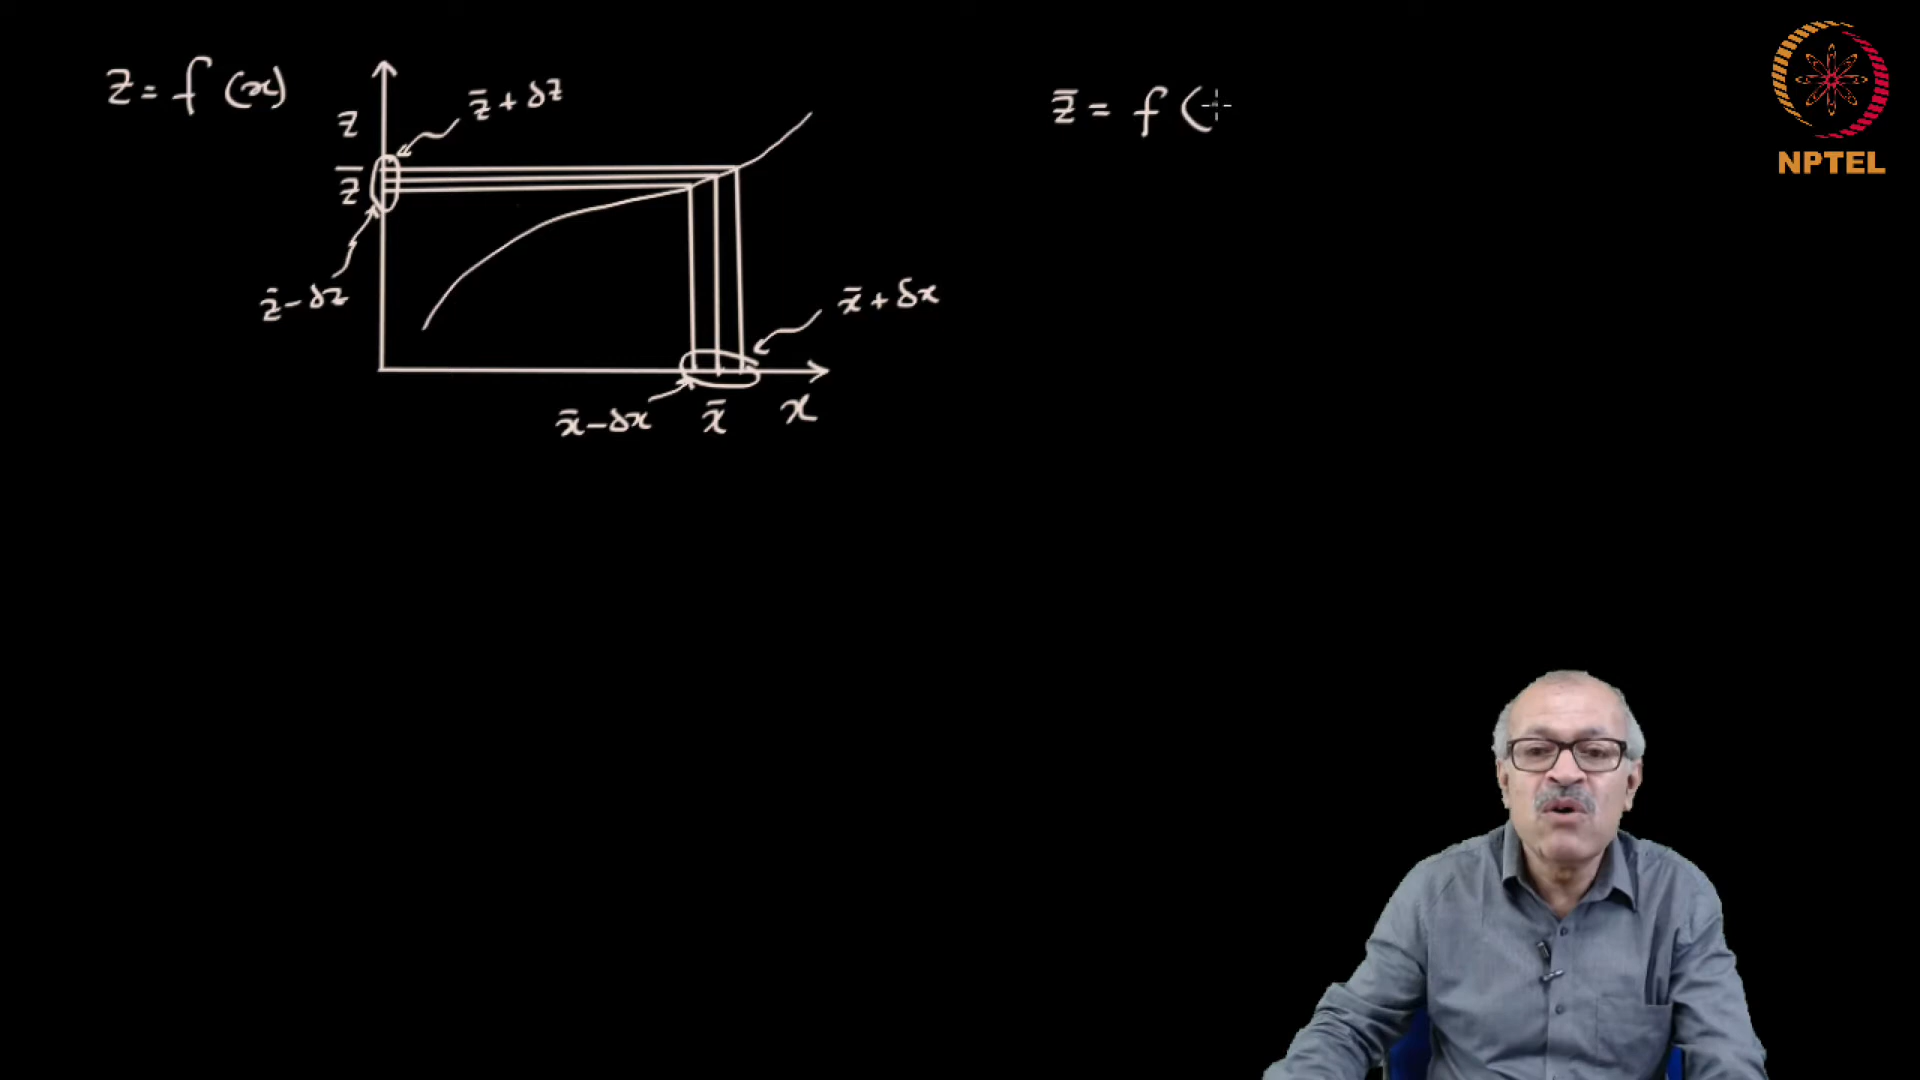 z = f (x)
z
z̄ + δz
z̄
z̄ - δz
x̄ + δx
x̄ - δx
x̄
x
z̄ = f (
NPTEL